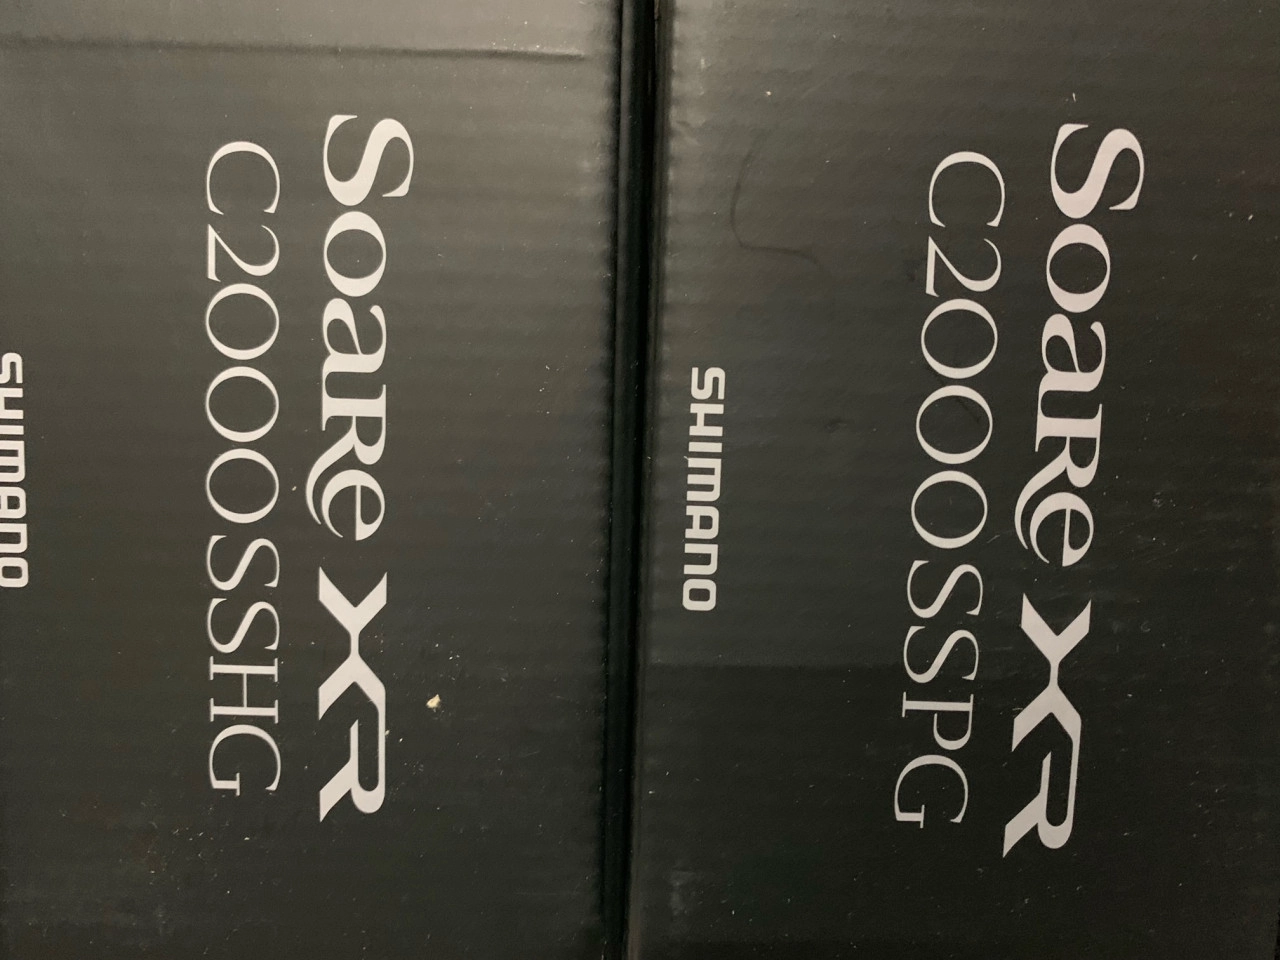 Soare XR
C2000SSHG
SHIMANO
Soare XR
C2000SSPG
SHIMANO